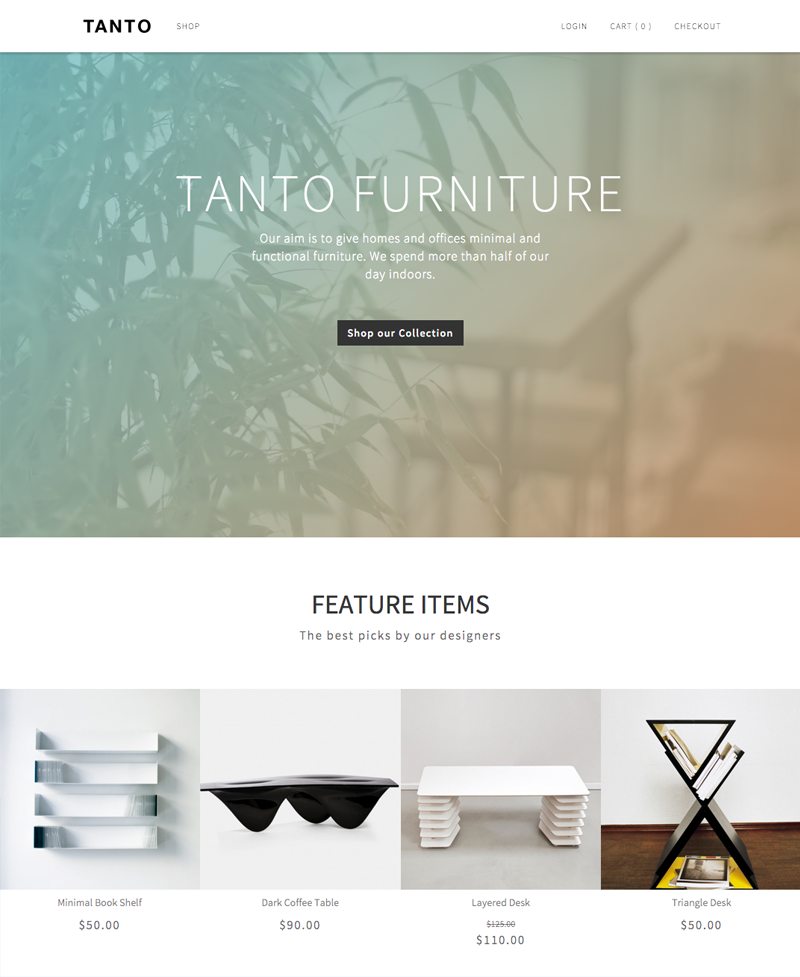 TANTO SHOP LOGIN CART ( 0 ) CHECKOUT
TANTO FURNITURE
Our aim is to give homes and offices minimal and
functional furniture. We spend more than half of our
day indoors.
Shop our Collection
FEATURE ITEMS
The best picks by our designers
Minimal Book Shelf
$50.00
Dark Coffee Table
$90.00
Layered Desk
$125.00
$110.00
Triangle Desk
$50.00